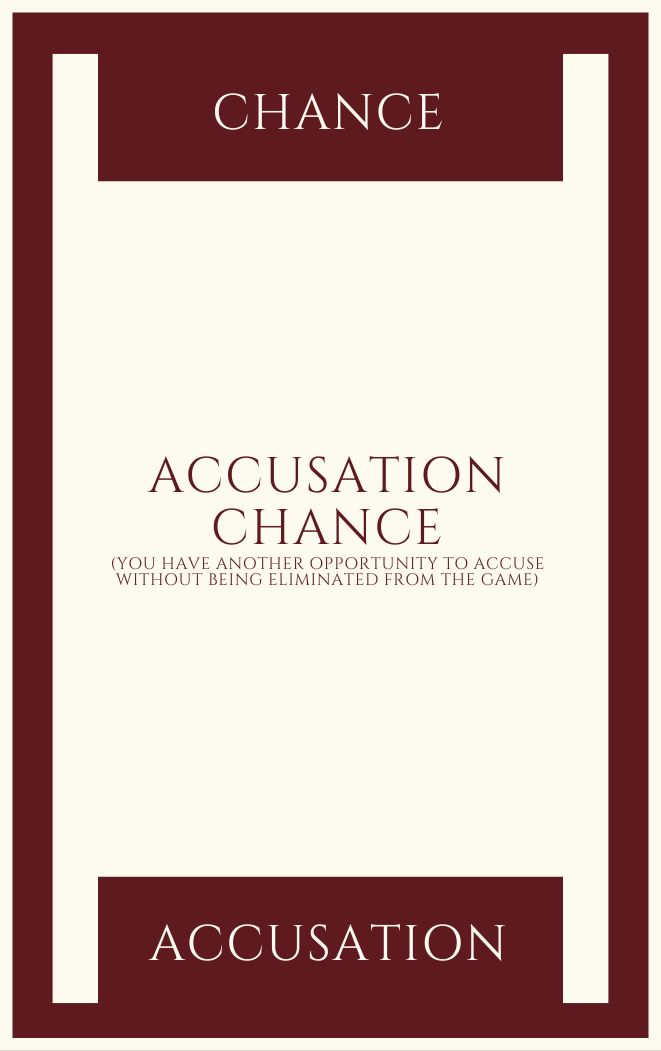 CHANCE
ACCUSATION
CHANCE
(YOU HAVE ANOTHER OPPORTUNITY TO ACCUSE
WITHOUT BEING ELIMINATED FROM THE GAME)
ACCUSATION